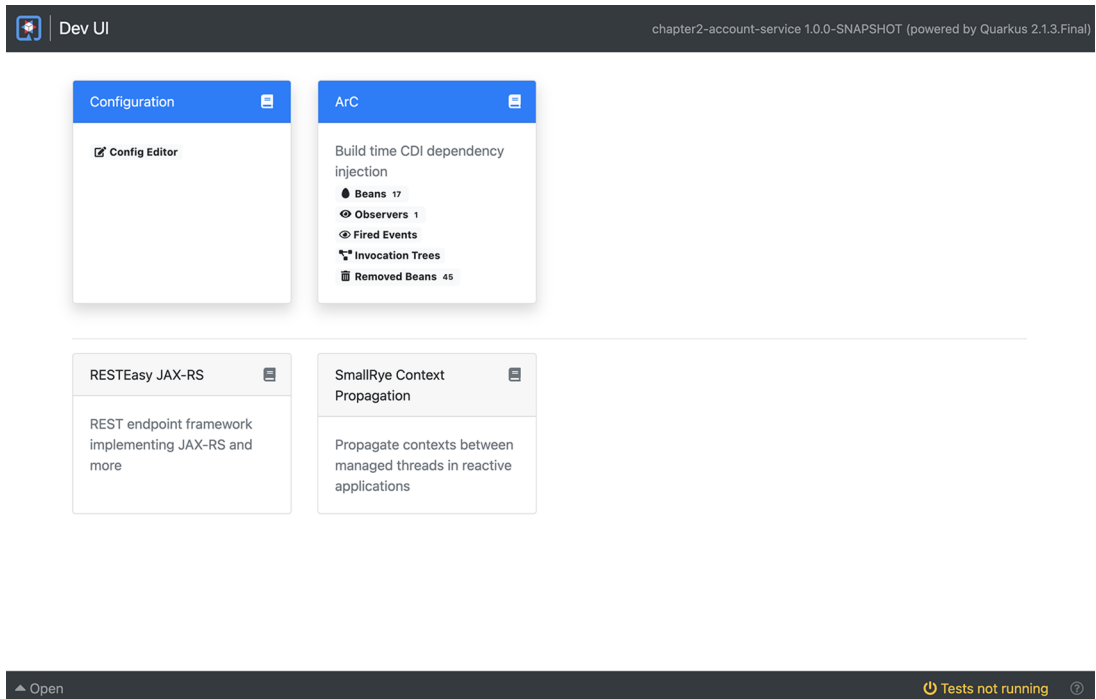 Dev UI
chapter2-account-service 1.0.0-SNAPSHOT (powered by Quarkus 2.1.3.Final)
Configuration
Config Editor
ArC
Build time CDI dependency
injection
Beans 17
Observers 1
Fired Events
Invocation Trees
Removed Beans 45
RESTEasy JAX-RS
REST endpoint framework
implementing JAX-RS and
more
SmallRye Context
Propagation
Propagate contexts between
managed threads in reactive
applications
Open
Tests not running
?